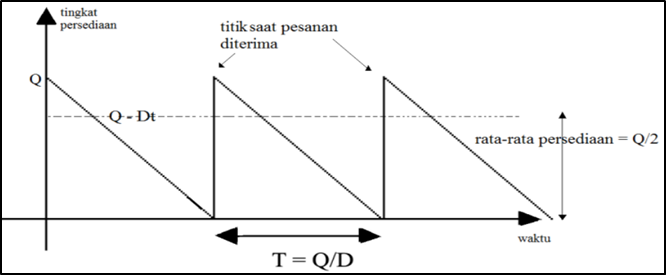 tingkat
persediaan
titik saat pesanan
diterima
Q
Q - Dt
rata-rata persediaan = Q/2
waktu
T = Q/D